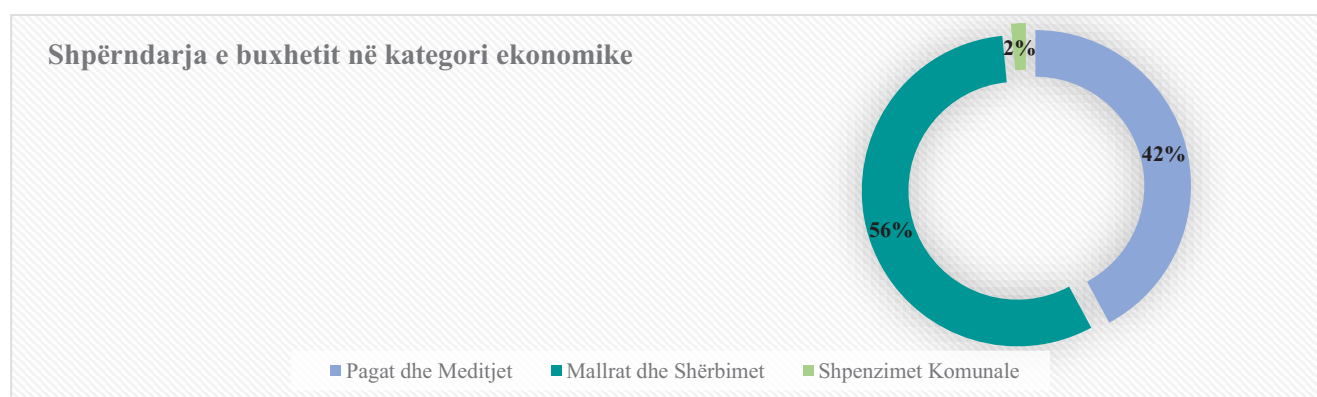 Shpërndarja e buxhetit në kategori ekonomike
2%
42%
56%
Pagat dhe Meditjet Mallrat dhe Shërbimet Shpenzimet Komunale